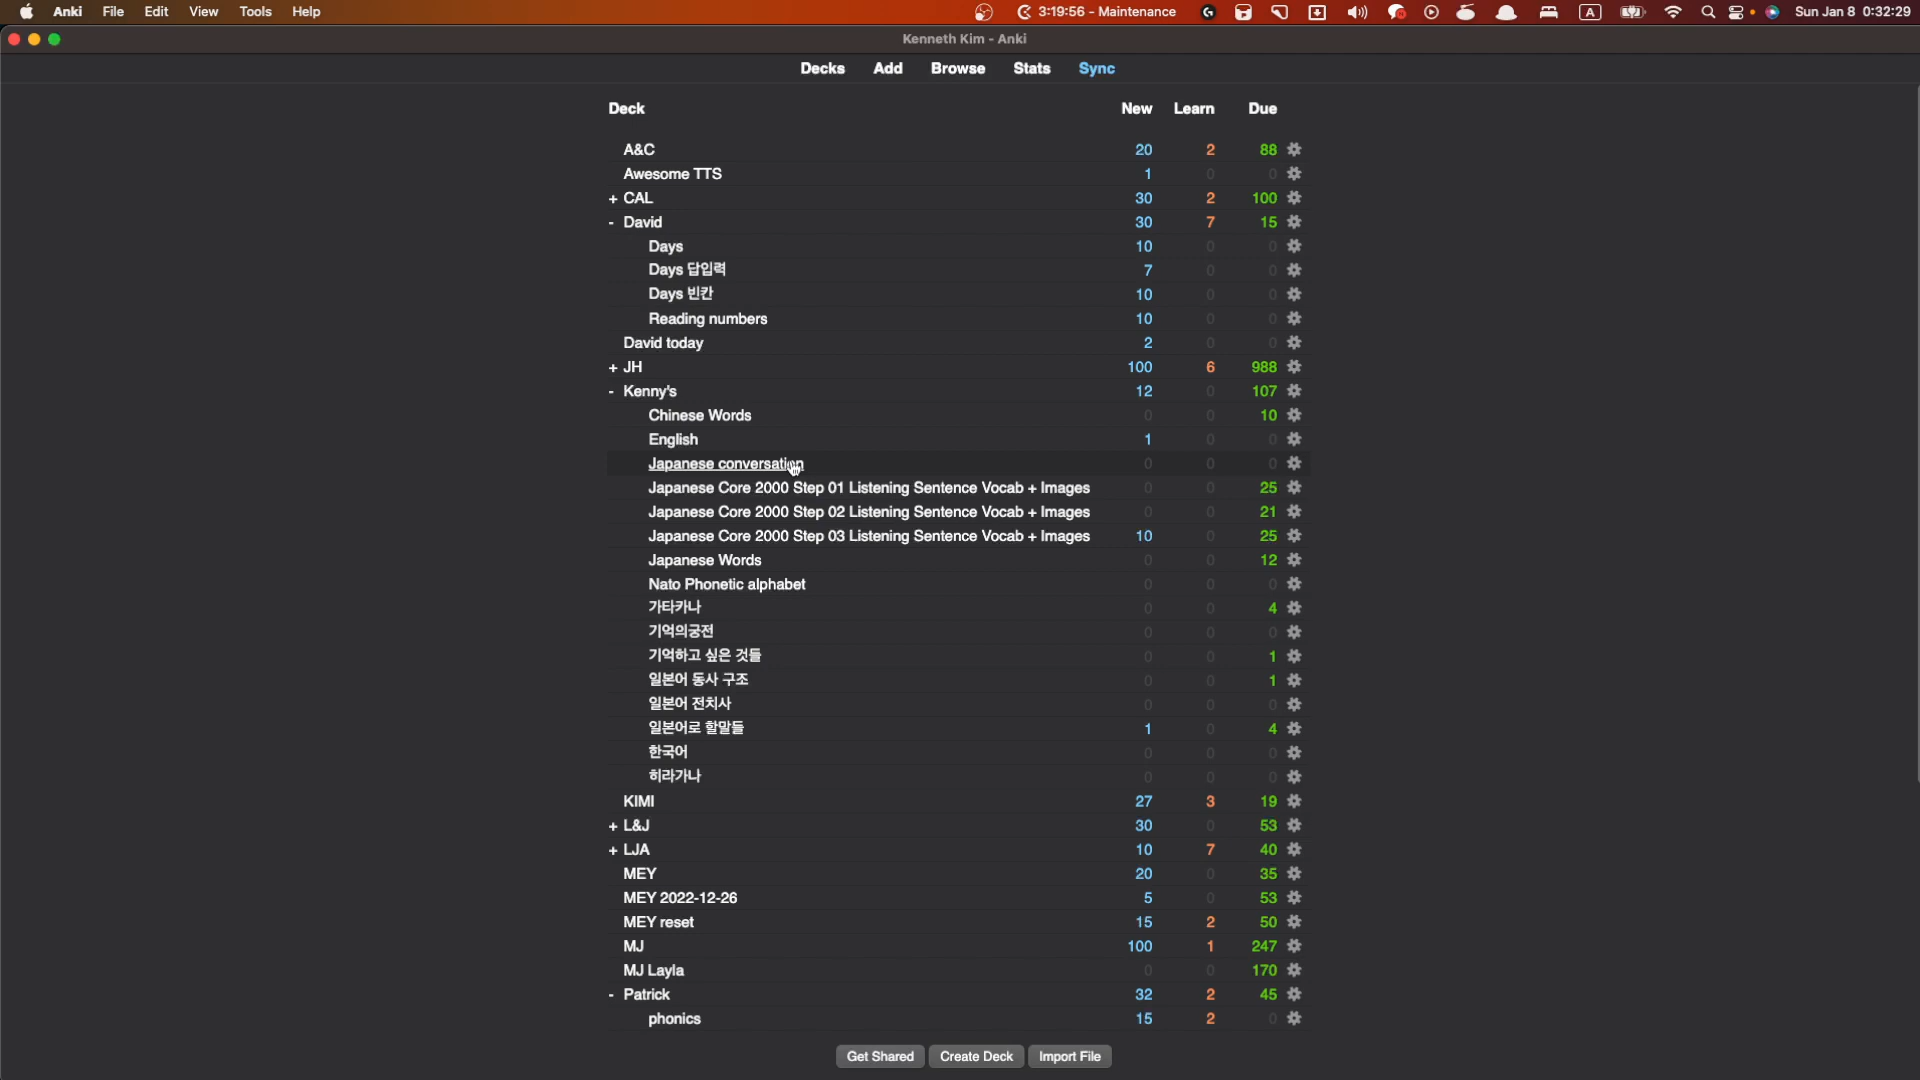 Anki File Edit View Tools Help 3:19:56 - Maintenance A Sun Jan 8 0:32:29
Kenneth Kim - Anki
Decks Add Browse Stats Sync
Deck New Learn Due
A&C 20 2 88
Awesome TTS 1 0 0
+ CAL 30 2 100
- David 30 7 15
Days 10 0 0
Days 답입력 7 0 0
Days 빈칸 10 0 0
Reading numbers 10 0 0
David today 2 0 0
+ JH 100 6 988
- Kenny's 12 0 107
Chinese Words 0 0 10
English 1 0 0
Japanese conversation 0 0 0
Japanese Core 2000 Step 01 Listening Sentence Vocab + Images 0 0 25
Japanese Core 2000 Step 02 Listening Sentence Vocab + Images 0 0 21
Japanese Core 2000 Step 03 Listening Sentence Vocab + Images 10 0 25
Japanese Words 0 0 12
Nato Phonetic alphabet 0 0 0
가타카나 0 0 4
기억의궁전 0 0 0
기억하고 싶은 것들 0 0 1
일본어 동사 구조 0 0 1
일본어 전치사 0 0 0
일본어로 할말들 1 0 4
한국어 0 0 0
히라가나 0 0 0
KIMI 27 3 19
+ L&J 30 0 53
+ LJA 10 7 40
MEY 20 0 35
MEY 2022-12-26 5 0 53
MEY reset 15 2 50
MJ 100 1 247
MJ Layla 0 0 170
- Patrick 32 2 45
phonics 15 2 0
Get Shared Create Deck Import File